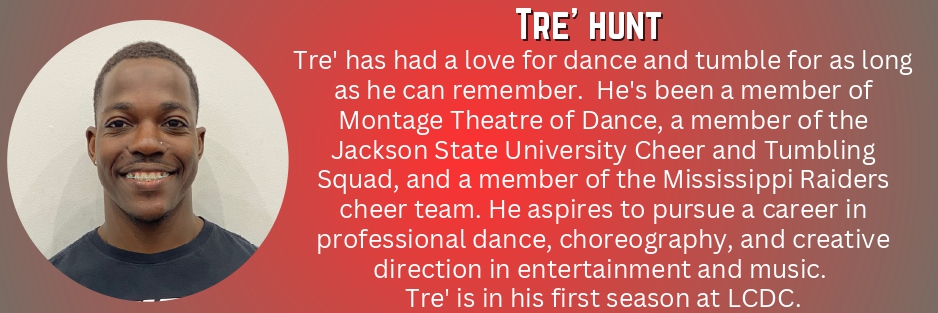 Tre' hunt
Tre' has had a love for dance and tumble for as long
as he can remember.  He's been a member of
Montage Theatre of Dance, a member of the
Jackson State University Cheer and Tumbling
Squad, and a member of the Mississippi Raiders
cheer team. He aspires to pursue a career in
professional dance, choreography, and creative
direction in entertainment and music.
Tre' is in his first season at LCDC.